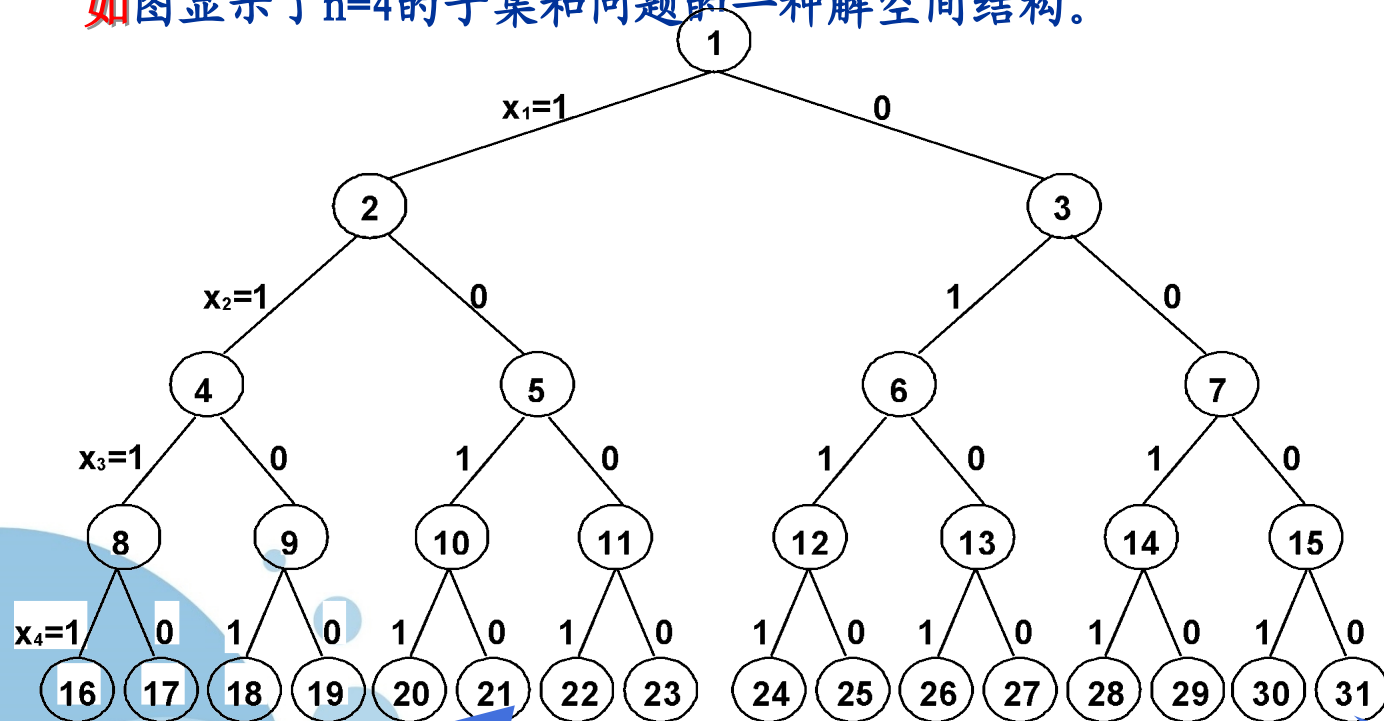 如图显示了n=4的子集和问题的一种解空间结构。
1
x₁=1 0
2 3
x₂=1 0 1 0
4 5 6 7
x₃=1 0 1 0 1 0 1 0
8 9 10 11 12 13 14 15
x₄=1 0 1 0 1 0 1 0 1 0 1 0 1 0 1 0
16 17 18 19 20 21 22 23 24 25 26 27 28 29 30 31